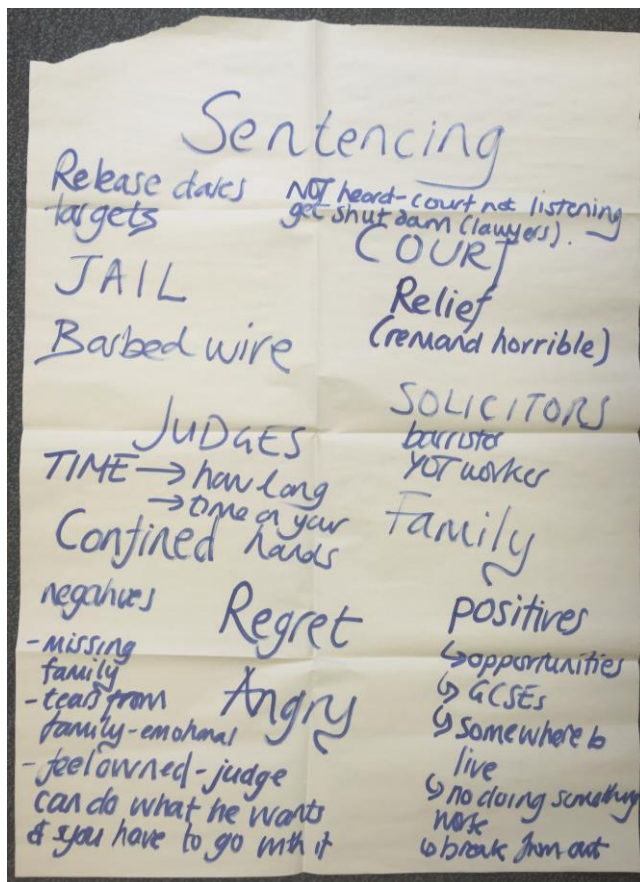 Sentencing
Release dates
targets
NOT heard - court not listening
get shut down (lawyers).
COURT
JAIL
Relief
(remand horrible)
Barbed wire
SOLICITORS
barrister
YOT worker
JUDGES
TIME → how long
→ time on your
hands
Family
Confined
negatives
- missing
family
- tears from
family - emotional
- feel owned - judge
can do what he wants
& you have to go with it
Regret
Angry
positives
↳ opportunities
↳ GCSEs
↳ somewhere to
live
↳ no doing something
worse
↳ break from out